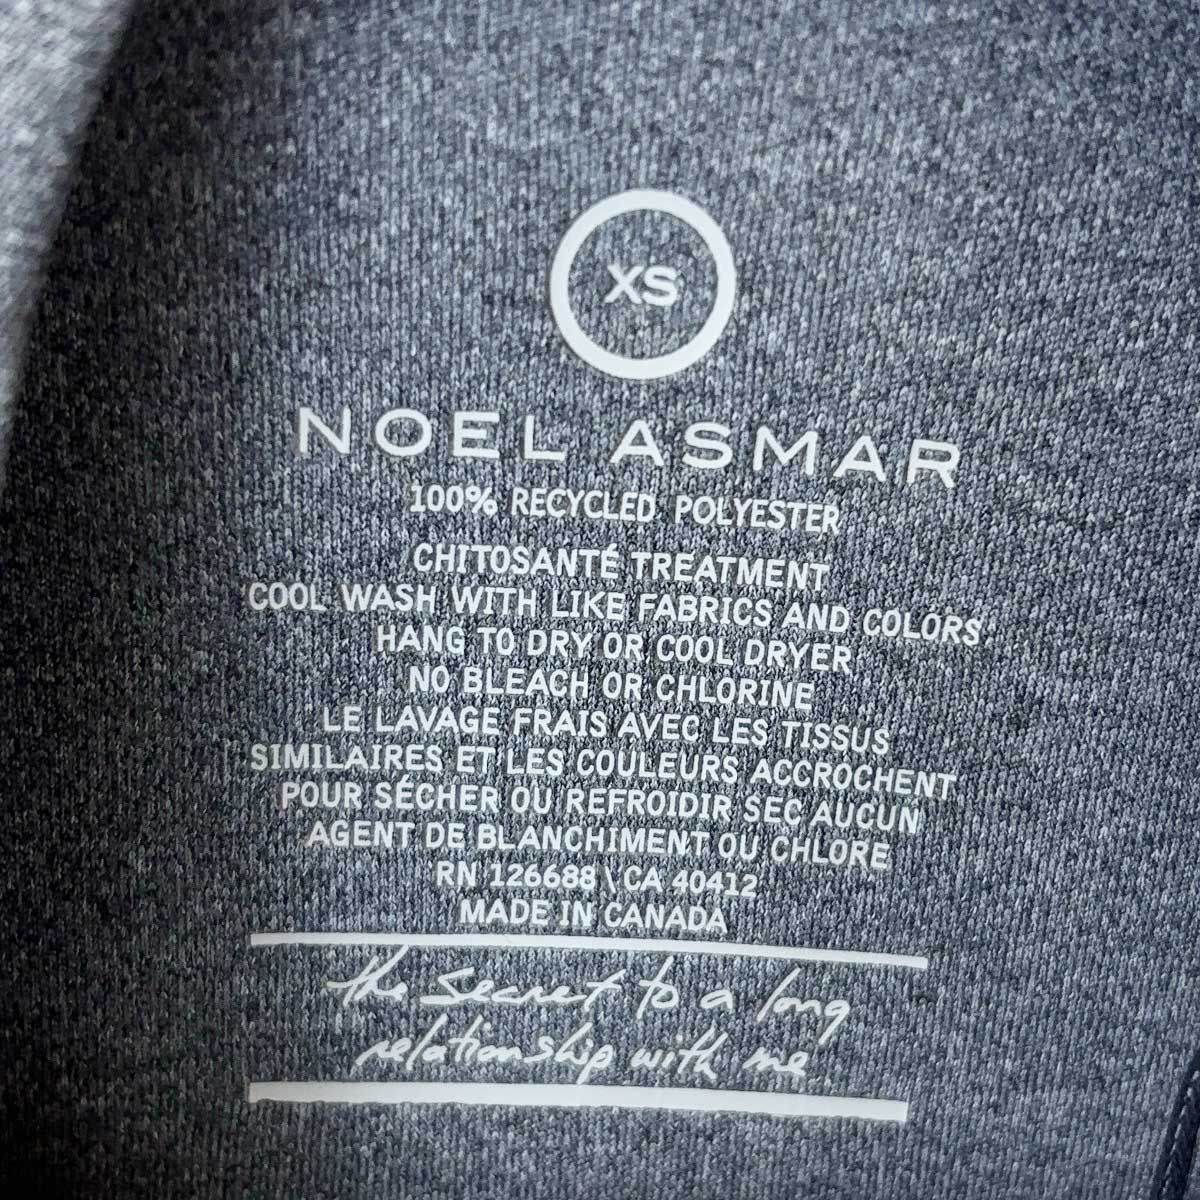 XS
NOEL ASMAR
100% RECYCLED POLYESTER
CHITOSANTÉ TREATMENT
COOL WASH WITH LIKE FABRICS AND COLORS
HANG TO DRY OR COOL DRYER
NO BLEACH OR CHLORINE
LE LAVAGE FRAIS AVEC LES TISSUS
SIMILAIRES ET LES COULEURS ACCROCHENT
POUR SÉCHER OU REFROIDIR SEC AUCUN
AGENT DE BLANCHIMENT OU CHLORE
RN 126688 \ CA 40412
MADE IN CANADA
the secret to a long
relationship with me